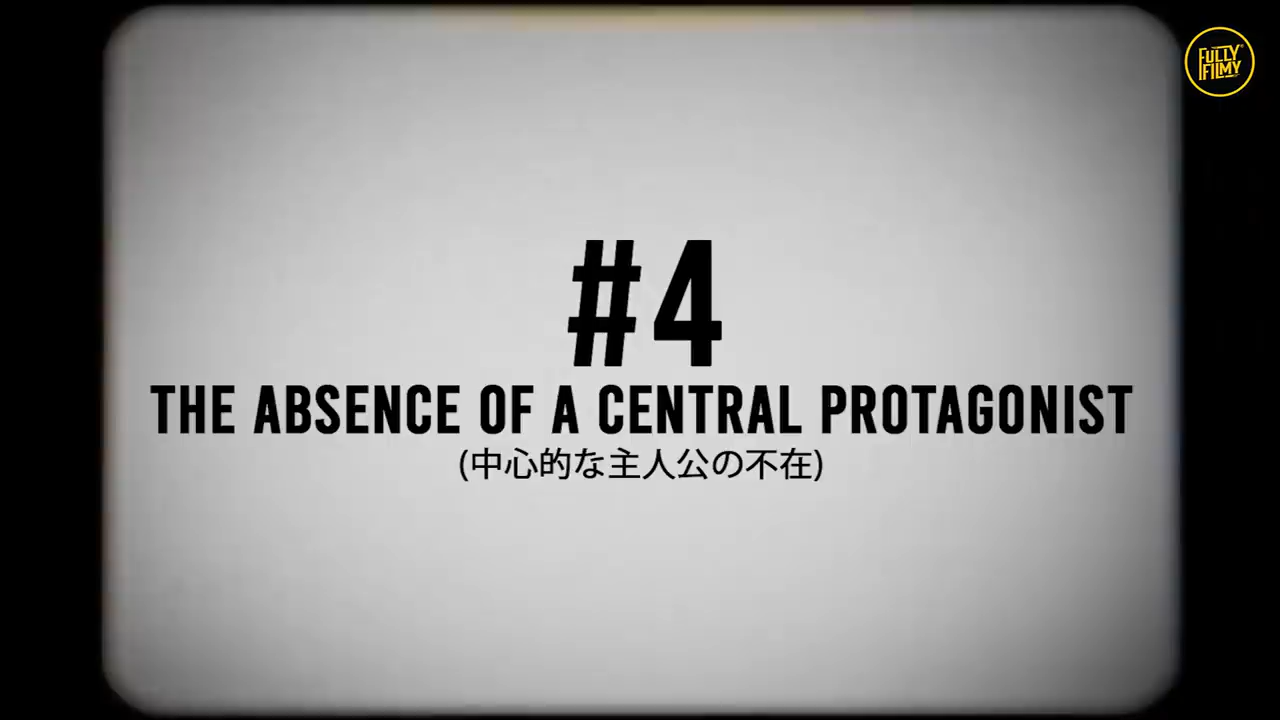 FULLY
FILMY
#4
THE ABSENCE OF A CENTRAL PROTAGONIST
(中心的な主人公の不在)